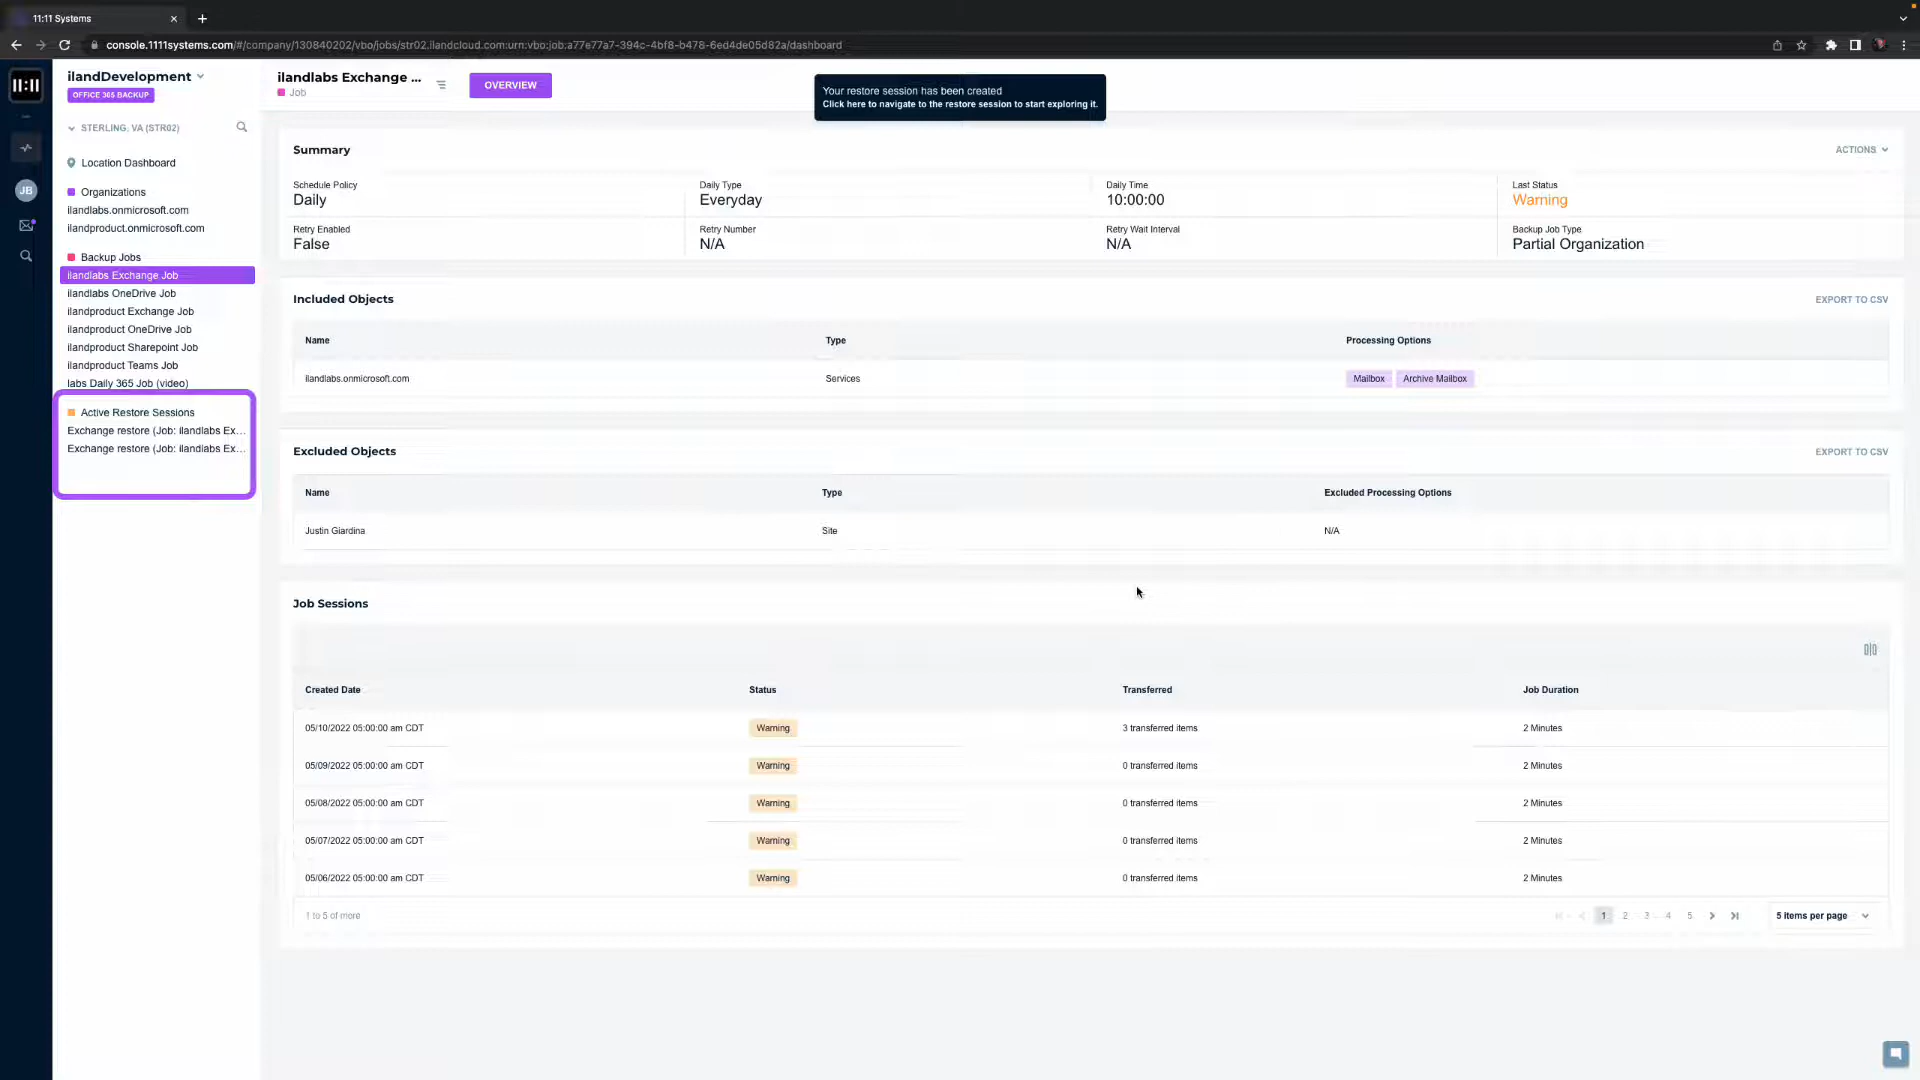 11:11 Systems
console.1111systems.com/#/company/130840202/vbo/jobs/str02.ilandcloud.com:urn:vbo:job:a77e77a7-394c-4bf8-b478-6ed4de05d82a/dashboard
11:11
JB
ilandDevelopment
OFFICE 365 BACKUP
STERLING, VA (STR02)
Location Dashboard
Organizations
ilandlabs.onmicrosoft.com
ilandproduct.onmicrosoft.com
Backup Jobs
ilandlabs Exchange Job
ilandlabs OneDrive Job
ilandproduct Exchange Job
ilandproduct OneDrive Job
ilandproduct Sharepoint Job
ilandproduct Teams Job
labs Daily 365 Job (video)
Active Restore Sessions
Exchange restore (Job: ilandlabs Ex...
Exchange restore (Job: ilandlabs Ex...
ilandlabs Exchange ...
Job
OVERVIEW
Your restore session has been created
Click here to navigate to the restore session to start exploring it.
Summary
ACTIONS
Schedule Policy Daily Type Daily Time Last Status
Daily Everyday 10:00:00 Warning
Retry Enabled Retry Number Retry Wait Interval Backup Job Type
False N/A N/A Partial Organization
Included Objects
EXPORT TO CSV
Name Type Processing Options
ilandlabs.onmicrosoft.com Services Mailbox Archive Mailbox
Excluded Objects
EXPORT TO CSV
Name Type Excluded Processing Options
Justin Giardina Site N/A
Job Sessions
Created Date Status Transferred Job Duration
05/10/2022 05:00:00 am CDT Warning 3 transferred items 2 Minutes
05/09/2022 05:00:00 am CDT Warning 0 transferred items 2 Minutes
05/08/2022 05:00:00 am CDT Warning 0 transferred items 2 Minutes
05/07/2022 05:00:00 am CDT Warning 0 transferred items 2 Minutes
05/06/2022 05:00:00 am CDT Warning 0 transferred items 2 Minutes
1 to 5 of more
1 2 3 4 5
5 items per page